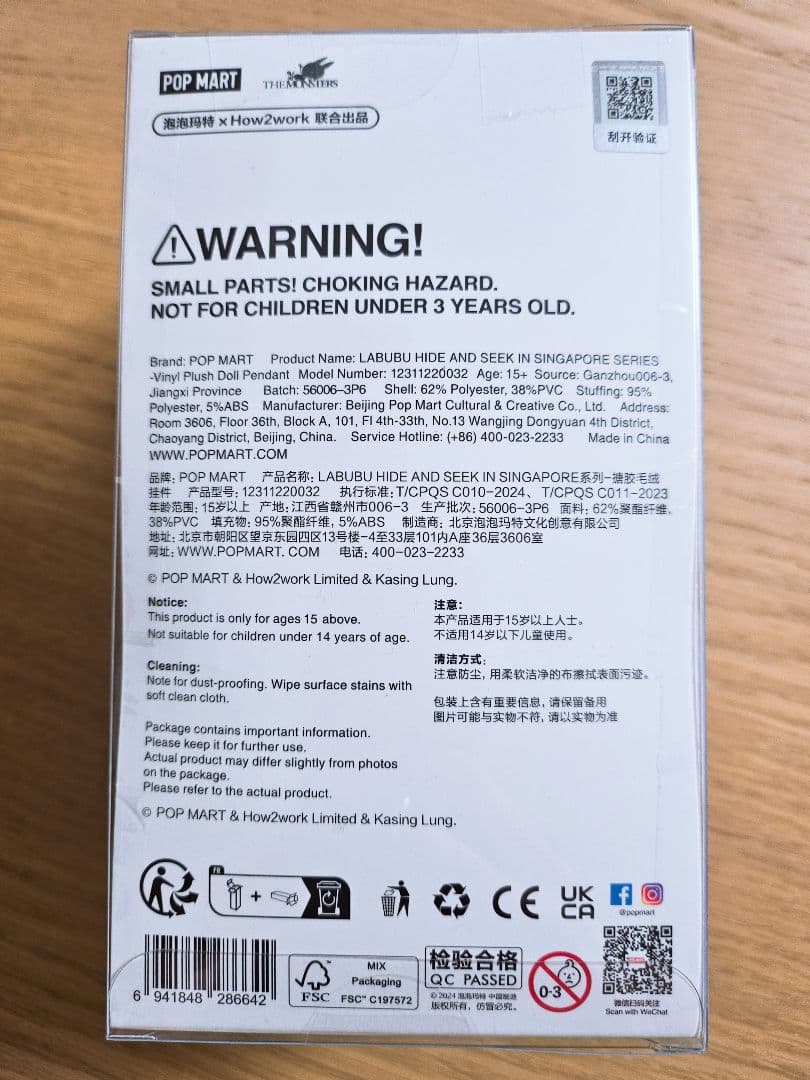 POP MART
THE MONSTERS
泡泡玛特 x How2work 联合出品
刮开验证
WARNING!
SMALL PARTS! CHOKING HAZARD.
NOT FOR CHILDREN UNDER 3 YEARS OLD.
Brand: POP MART Product Name: LABUBU HIDE AND SEEK IN SINGAPORE SERIES
-Vinyl Plush Doll Pendant Model Number: 12311220032 Age: 15+ Source: Ganzhou006-3,
Jiangxi Province Batch: 56006-3P6 Shell: 62% Polyester, 38%PVC Stuffing: 95%
Polyester, 5%ABS Manufacturer: Beijing Pop Mart Cultural & Creative Co., Ltd. Address:
Room 3606, Floor 36th, Block A, 101, Fl 4th-33th, No.13 Wangjing Dongyuan 4th District,
Chaoyang District, Beijing, China. Service Hotline: (+86) 400-023-2233 Made in China
WWW.POPMART.COM
品牌: POP MART 产品名称: LABUBU HIDE AND SEEK IN SINGAPORE系列-搪胶毛绒
挂件 产品型号: 12311220032 执行标准: T/CPQS C010-2024、T/CPQS C011-2023
年龄范围: 15岁以上 产地: 江西省赣州市006-3 生产批次: 56006-3P6 面料: 62%聚酯纤维,
38%PVC 填充物: 95%聚酯纤维, 5%ABS 制造商: 北京泡泡玛特文化创意有限公司
地址: 北京市朝阳区望京东园四区13号楼-4至33层101内A座36层3606室
网址: WWW.POPMART. COM 电话: 400-023-2233
© POP MART & How2work Limited & Kasing Lung.
Notice:
This product is only for ages 15 above.
Not suitable for children under 14 years of age.
注意:
本产品适用于15岁以上人士。
不适用14岁以下儿童使用。
Cleaning:
Note for dust-proofing. Wipe surface stains with
soft clean cloth.
清洁方式:
注意防尘, 用柔软洁净的布擦拭表面污迹。
包装上含有重要信息, 请保留备用
图片可能与实物不符, 请以实物为准
Package contains important information.
Please keep it for further use.
Actual product may differ slightly from photos
on the package.
Please refer to the actual product.
© POP MART & How2work Limited & Kasing Lung.
FR
+
CE
UK
CA
@popmart
6 941848 286642
FSC
MIX
Packaging
FSC™ C197572
检验合格
QC PASSED
© 2024 泡泡玛特 中国制造
版权所有, 仿冒必究。
0-3
POP MART
微信扫码关注
Scan with WeChat